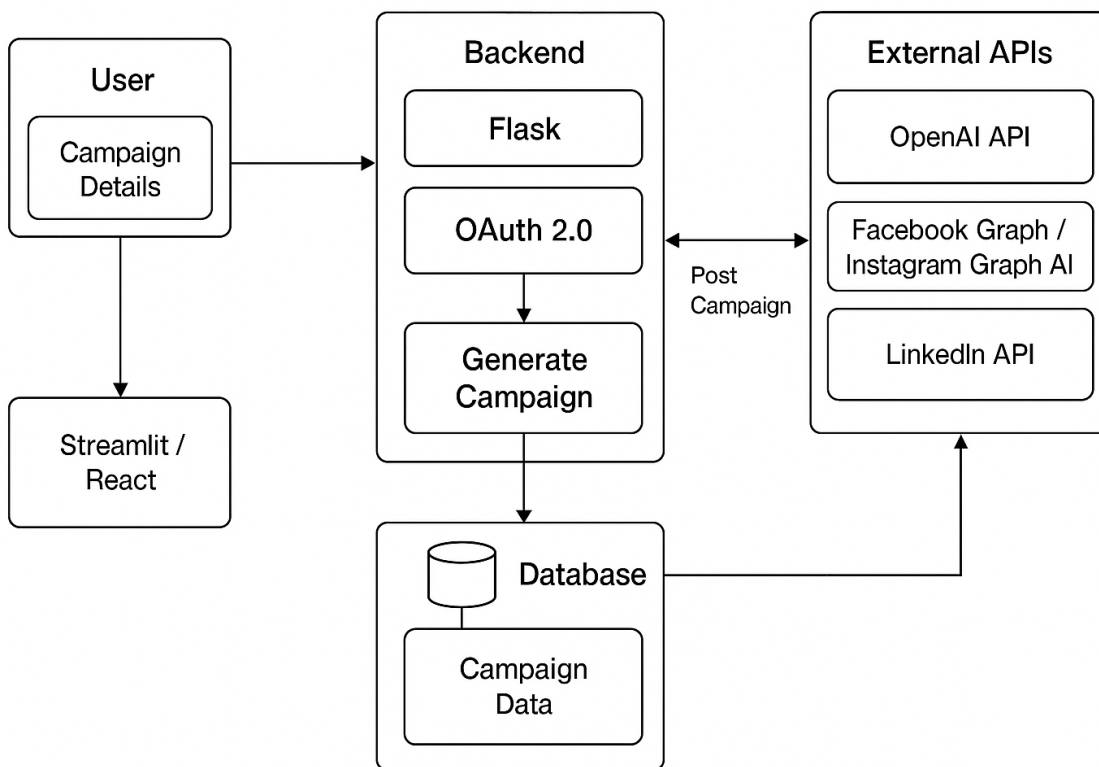 User
Campaign
Details
Streamlit /
React
Backend
Flask
OAuth 2.0
Generate
Campaign
Post
Campaign
External APIs
OpenAI API
Facebook Graph /
Instagram Graph AI
LinkedIn API
Database
Campaign
Data